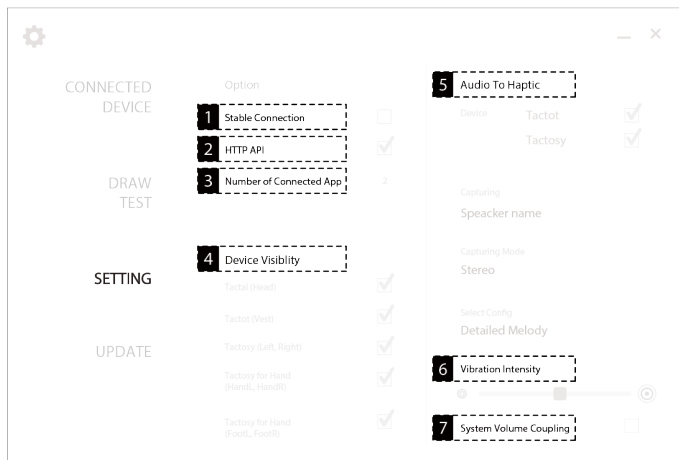 CONNECTED
DEVICE
DRAW
TEST
SETTING
UPDATE
Option
1 Stable Connection
2 HTTP API
3 Number of Connected App 2
4 Device Visiblity
Tactal (Head)
Tactot (Vest)
Tactosy (Left, Right)
Tactosy for Hand
(HandL, HandR)
Tactosy for Hand
(FootL, FootR)
5 Audio To Haptic
Device Tactot
Tactosy
Capturing
Speacker name
Capturing Mode
Stereo
Select Config
Detailed Melody
6 Vibration Intensity
7 System Volume Coupling